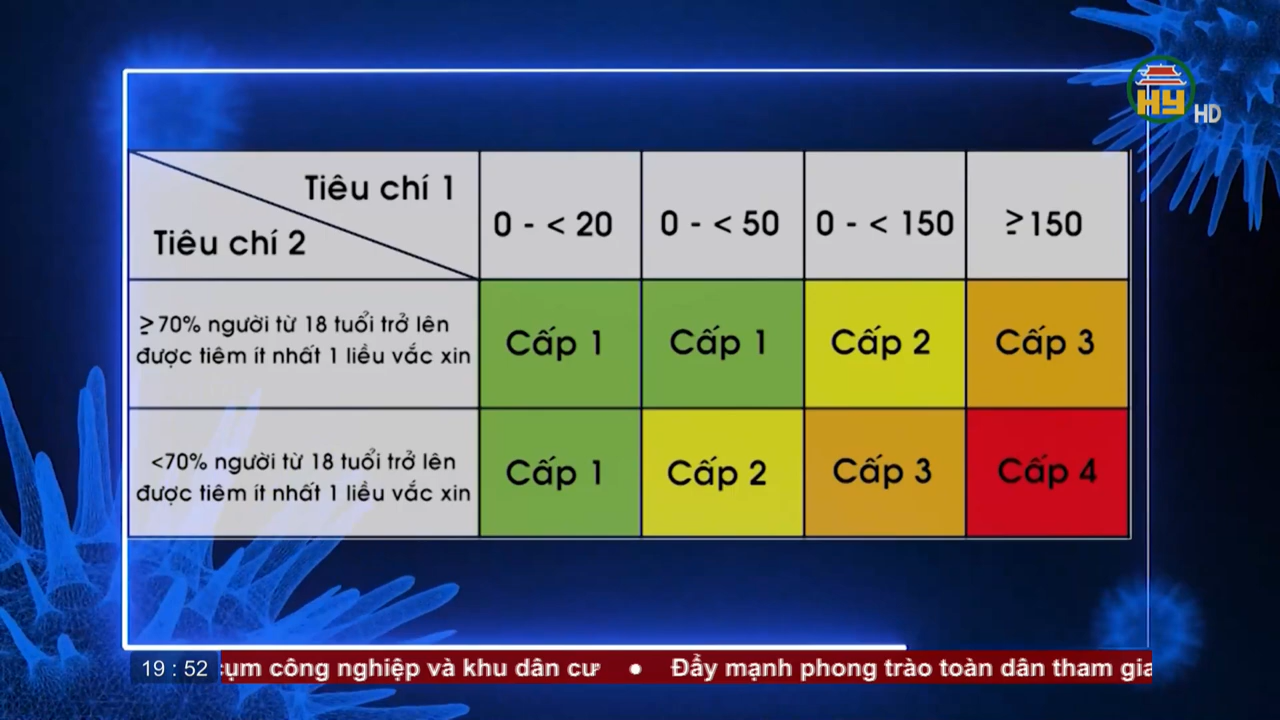 HY HD
Tiêu chí 1
Tiêu chí 2
0 - < 20
0 - < 50
0 - < 150
≥150
≥70% người từ 18 tuổi trở lên
được tiêm ít nhất 1 liều vắc xin
Cấp 1
Cấp 1
Cấp 2
Cấp 3
<70% người từ 18 tuổi trở lên
được tiêm ít nhất 1 liều vắc xin
Cấp 1
Cấp 2
Cấp 3
Cấp 4
19 : 52 cụm công nghiệp và khu dân cư • Đẩy mạnh phong trào toàn dân tham gia